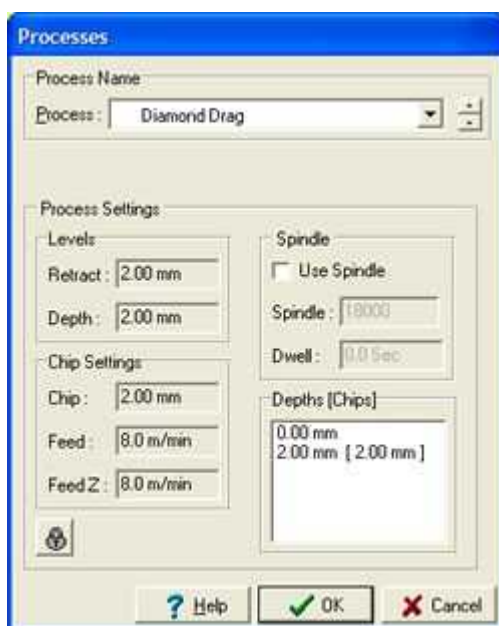 Processes
Process Name
Process : Diamond Drag
Process Settings
Levels
Retract : 2.00 mm
Depth : 2.00 mm
Chip Settings
Chip : 2.00 mm
Feed : 8.0 m/min
Feed Z : 8.0 m/min
Spindle
Use Spindle
Spindle : 18000
Dwell : 0.0 Sec
Depths [Chips]
0.00 mm
2.00 mm [ 2.00 mm ]
? Help
OK
Cancel